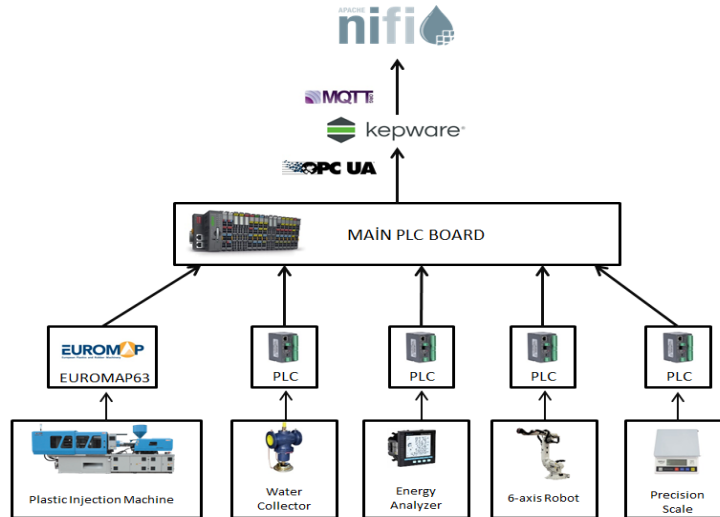 APACHE
nifi
MQTT
kepware
OPC UA
MAİN PLC BOARD
EUROMAP
EUROMAP63
PLC
PLC
PLC
PLC
Plastic Injection Machine
Water
Collector
Energy
Analyzer
6-axis Robot
Precision
Scale